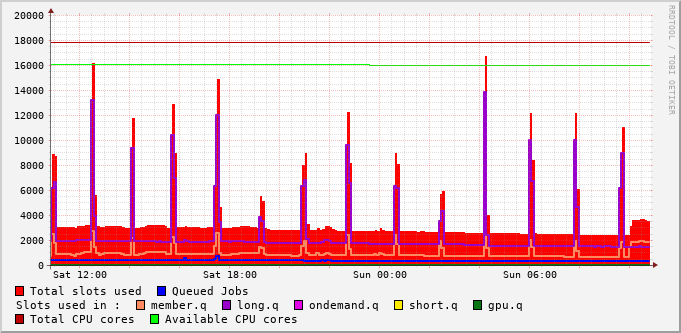 20000
18000
16000
14000
12000
10000
8000
6000
4000
2000
0
Sat 12:00 Sat 18:00 Sun 00:00 Sun 06:00
RRDTOOL / TOBI OETIKER
Total slots used Queued Jobs
Slots used in : member.q long.q ondemand.q short.q gpu.q
Total CPU cores Available CPU cores